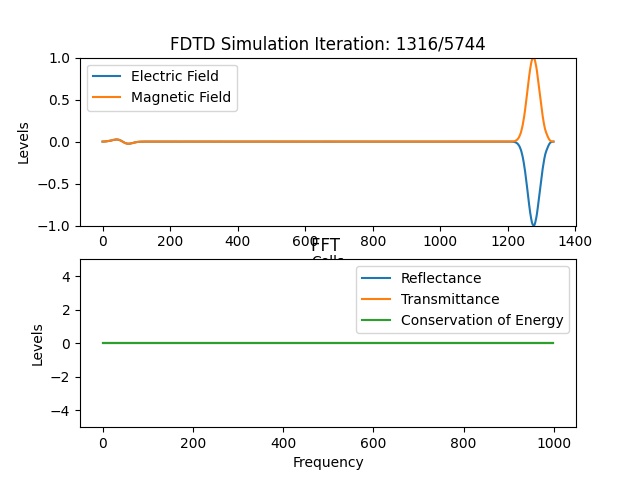 FDTD Simulation Iteration: 1316/5744
Electric Field
Magnetic Field
Levels
1.0
0.5
0.0
−0.5
−1.0
0 200 400 600 800 1000 1200 1400
FFT
Reflectance
Transmittance
Conservation of Energy
Levels
4
2
0
−2
−4
0 200 400 600 800 1000
Frequency